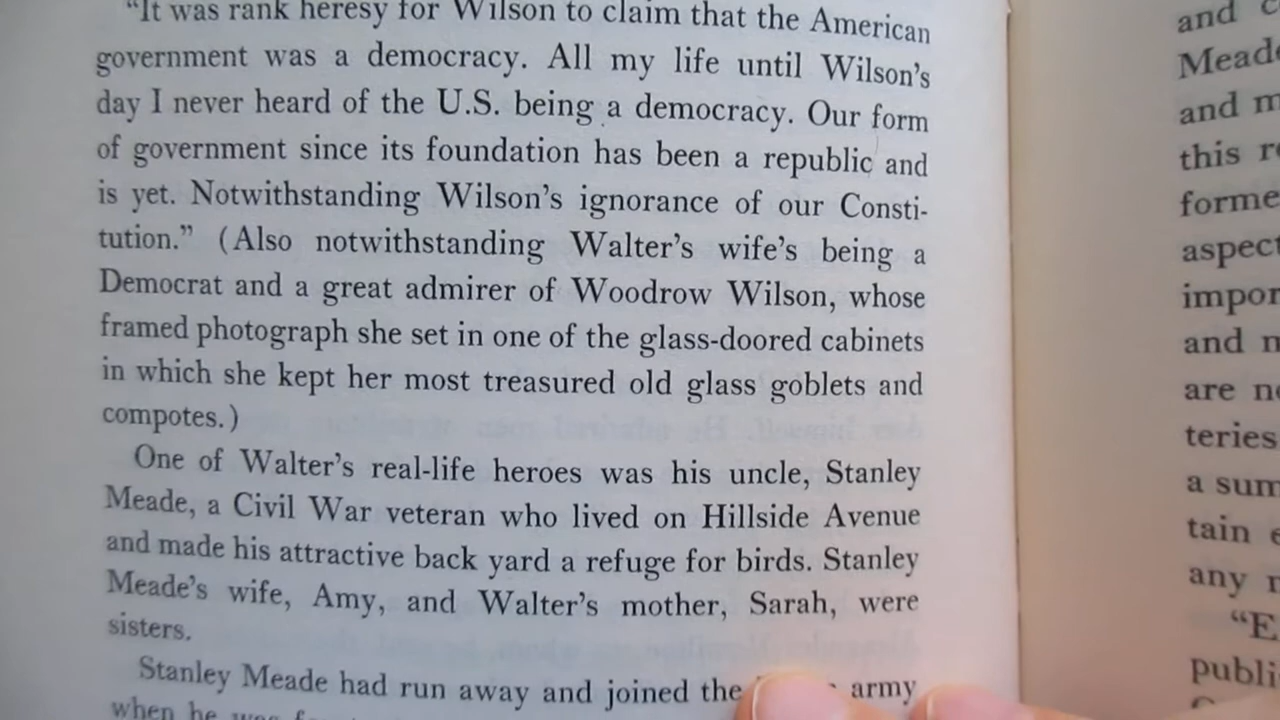 “It was rank heresy for Wilson to claim that the American
government was a democracy. All my life until Wilson’s
day I never heard of the U.S. being a democracy. Our form
of government since its foundation has been a republic and
is yet. Notwithstanding Wilson’s ignorance of our Consti-
tution.” (Also notwithstanding Walter’s wife’s being a
Democrat and a great admirer of Woodrow Wilson, whose
framed photograph she set in one of the glass-doored cabinets
in which she kept her most treasured old glass goblets and
compotes.)
One of Walter’s real-life heroes was his uncle, Stanley
Meade, a Civil War veteran who lived on Hillside Avenue
and made his attractive back yard a refuge for birds. Stanley
Meade’s wife, Amy, and Walter’s mother, Sarah, were
sisters.
Stanley Meade had run away and joined the army
when he was
and
Meade
and
this
are
teries
a
tain
any
“E